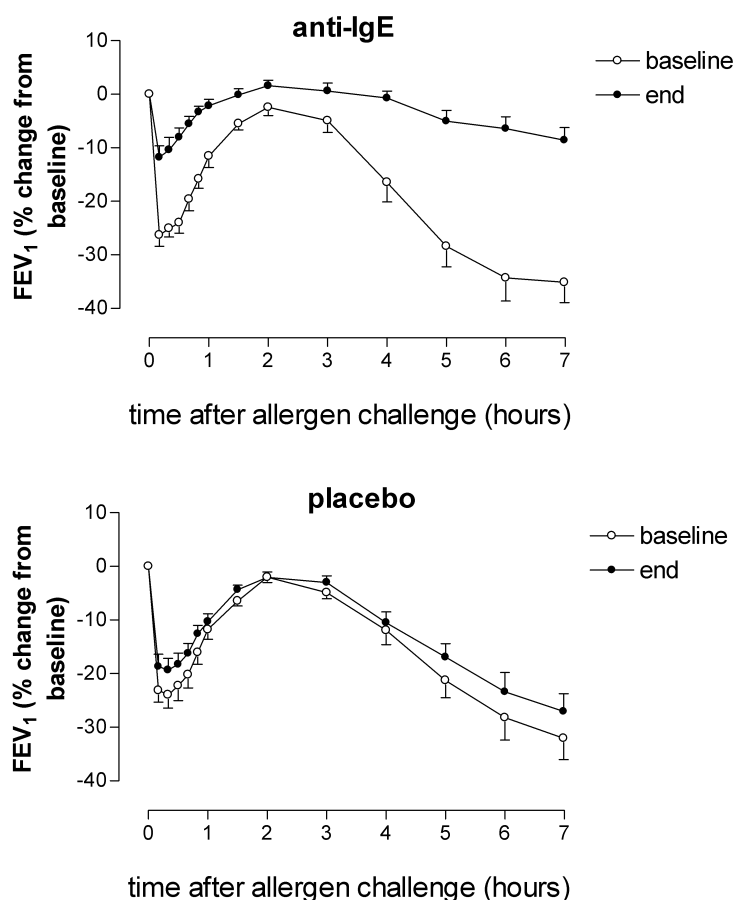 anti-IgE
10
0
-10
-20
-30
-40
FEV1 (% change from
baseline)
baseline
end
0 1 2 3 4 5 6 7
time after allergen challenge (hours)
placebo
10
0
-10
-20
-30
-40
FEV1 (% change from
baseline)
baseline
end
0 1 2 3 4 5 6 7
time after allergen challenge (hours)